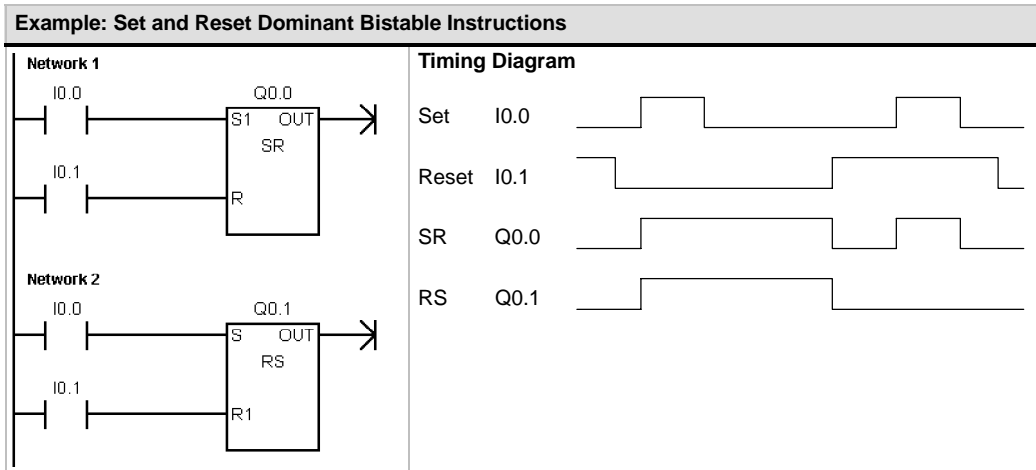 Example: Set and Reset Dominant Bistable Instructions
Network 1
I0.0
Q0.0
S1 OUT
SR
I0.1
R
Network 2
I0.0
Q0.1
S OUT
RS
I0.1
R1
Timing Diagram
Set I0.0
Reset I0.1
SR Q0.0
RS Q0.1